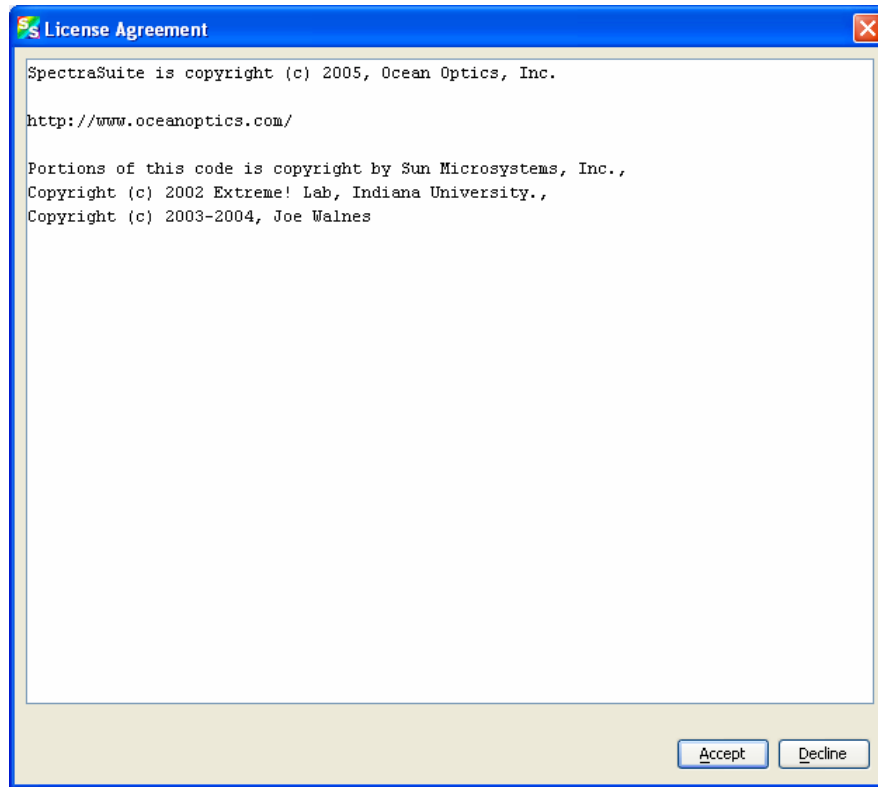 License Agreement
SpectraSuite is copyright (c) 2005, Ocean Optics, Inc.
http://www.oceanoptics.com/
Portions of this code is copyright by Sun Microsystems, Inc.,
Copyright (c) 2002 Extreme! Lab, Indiana University.,
Copyright (c) 2003-2004, Joe Walnes
Accept Decline